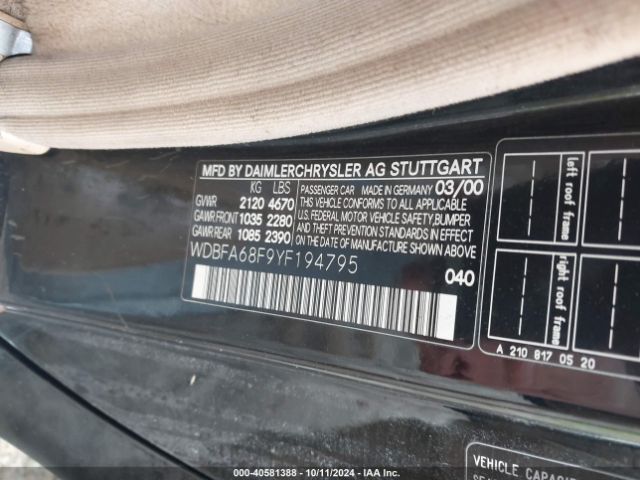 MFD BY DAIMLERCHRYSLER AG STUTTGART
KG LBS
GVWR 2120 4670
GAWR FRONT 1035 2280
GAWR REAR 1085 2390
PASSENGER CAR MADE IN GERMANY 03/00
THIS VEHICLE CONFORMS TO ALL APPLICABLE
U.S. FEDERAL MOTOR VEHICLE SAFETY, BUMPER
AND THEFT PREVENTION STANDARDS IN EFFECT
ON THE DATE OF MANUFACTURE SHOWN ABOVE
WDBFA68F9YF194795
040
left roof frame
right roof frame
A 210 817 05 20
VEHICLE CAPACI
000-40581388 - 10/11/2024 - IAA Inc.